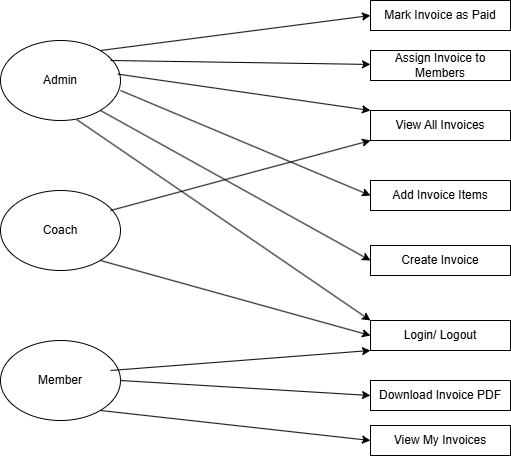 Mark Invoice as Paid
Admin
Assign Invoice to
Members
View All Invoices
Add Invoice Items
Coach
Create Invoice
Login/ Logout
Member
Download Invoice PDF
View My Invoices